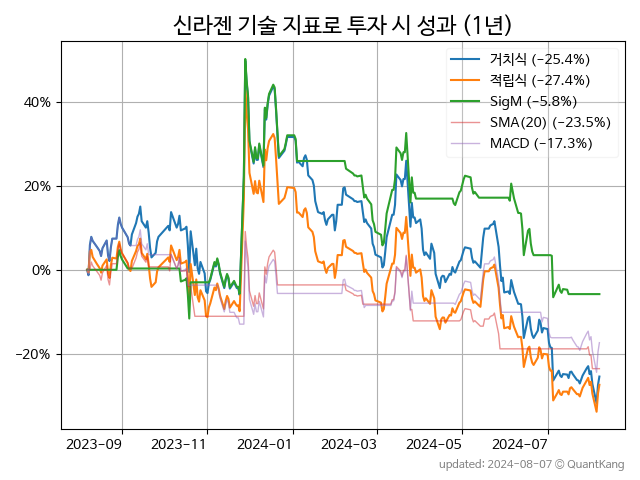 신라젠 기술 지표로 투자 시 성과 (1년)
거치식 (−25.4%)
적립식 (−27.4%)
SigM (−5.8%)
SMA(20) (−23.5%)
MACD (−17.3%)
40%
20%
0%
−20%
2023-09 2023-11 2024-01 2024-03 2024-05 2024-07
updated: 2024-08-07 © QuantKang